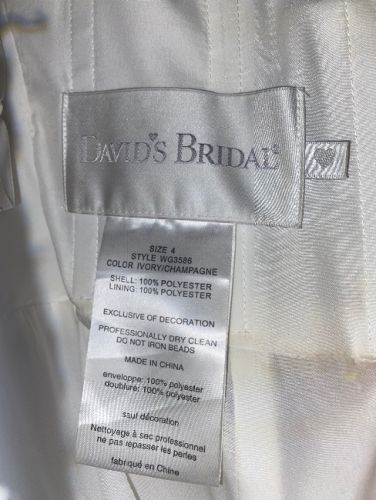 DAVID'S BRIDAL
SIZE 4
STYLE WG3586
COLOR IVORY/CHAMPAGNE
SHELL: 100% POLYESTER
LINING: 100% POLYESTER
EXCLUSIVE OF DECORATION
PROFESSIONALLY DRY CLEAN
DO NOT IRON BEADS
MADE IN CHINA
enveloppe: 100% polyester
doublure: 100% polyester
sauf décoration
Nettoyage à sec professionnel
ne pas repasser les perles
fabriqué en Chine